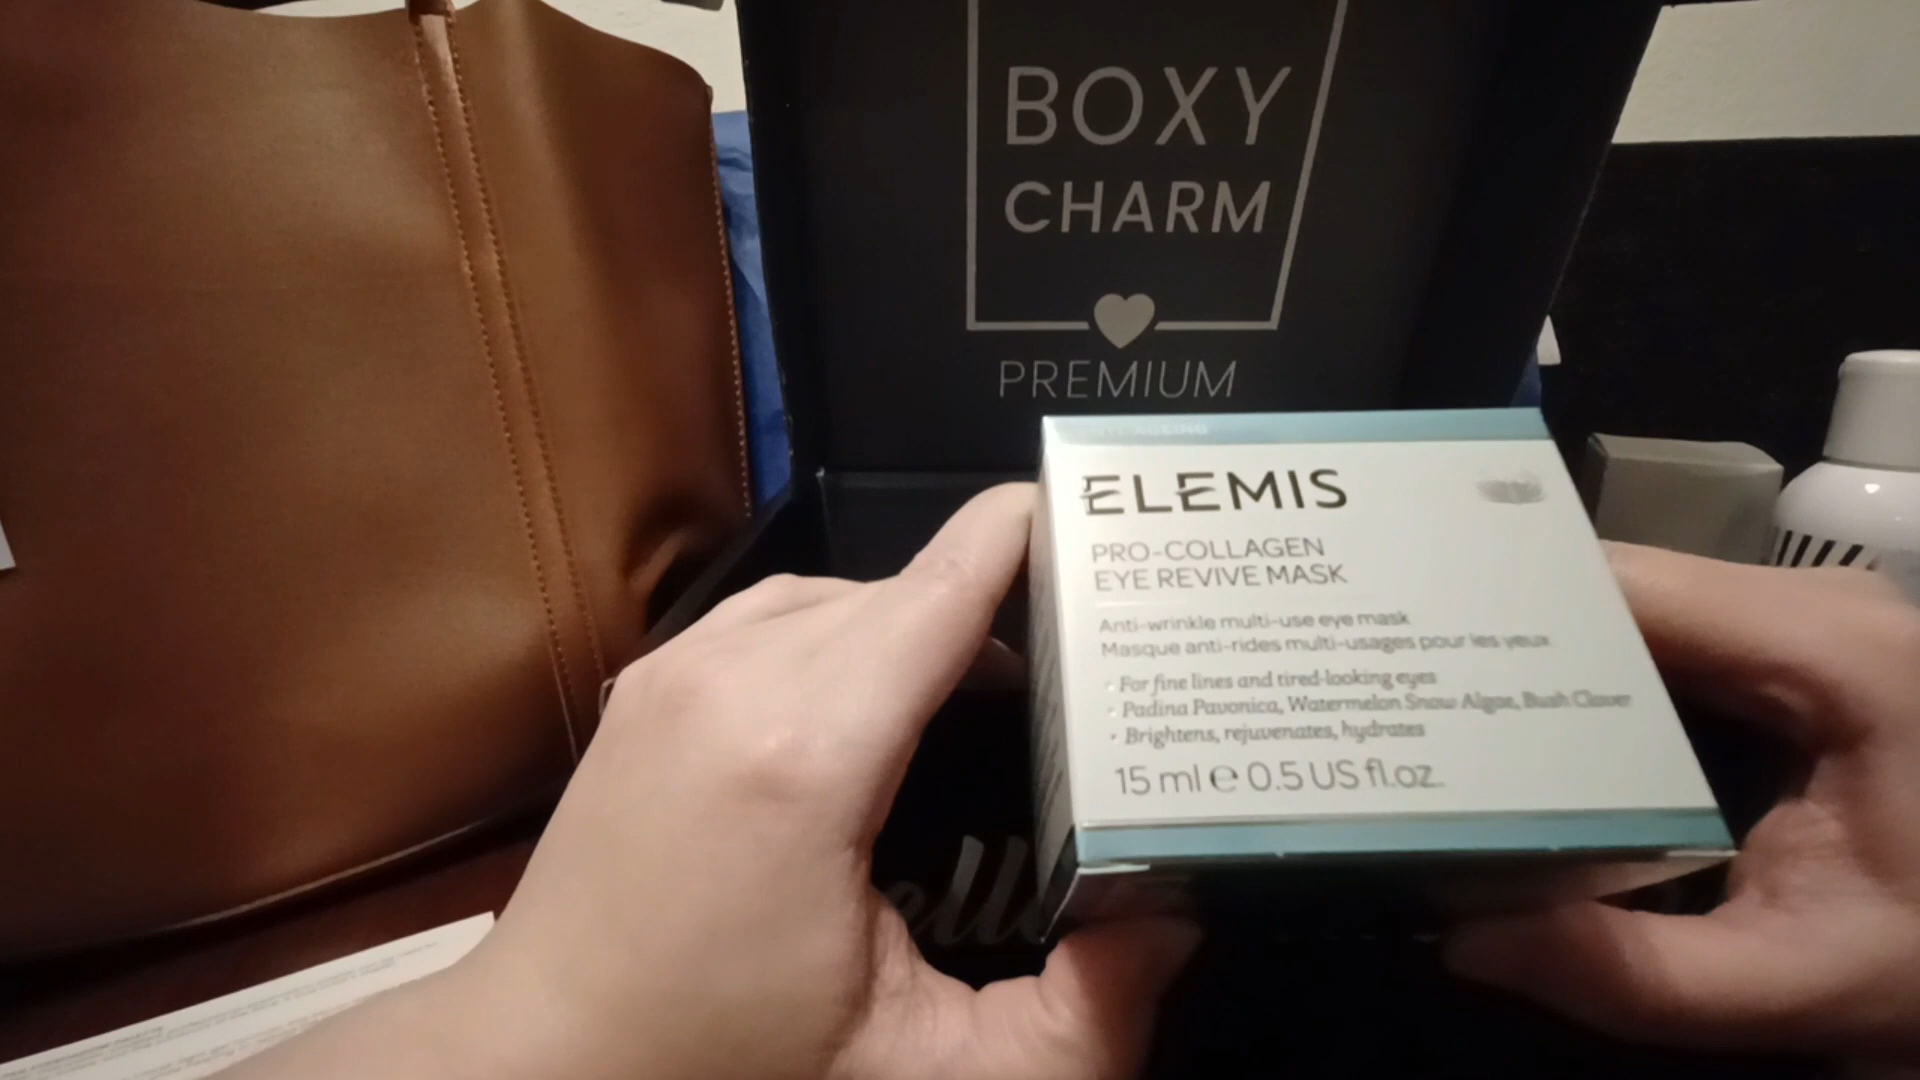 BOXY
CHARM
PREMIUM
ELEMIS
PRO-COLLAGEN
EYE REVIVE MASK
Anti-wrinkle multi-use eye mask
Masque anti-rides multi-usages pour les yeux
• For fine lines and tired-looking eyes
• Padina Pavonica, Watermelon Snow Algae, Bush Clover
• Brightens, rejuvenates, hydrates
15 ml e 0.5 US fl.oz.